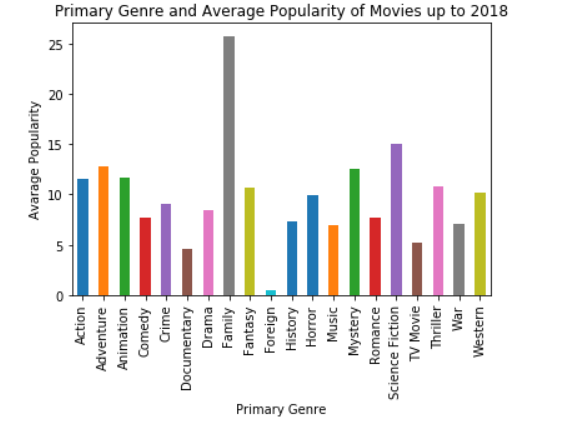 Primary Genre and Average Popularity of Movies up to 2018
Avarage Popularity
25
20
15
10
5
0
Action
Adventure
Animation
Comedy
Crime
Documentary
Drama
Family
Fantasy
Foreign
History
Horror
Music
Mystery
Romance
Science Fiction
TV Movie
Thriller
War
Western
Primary Genre